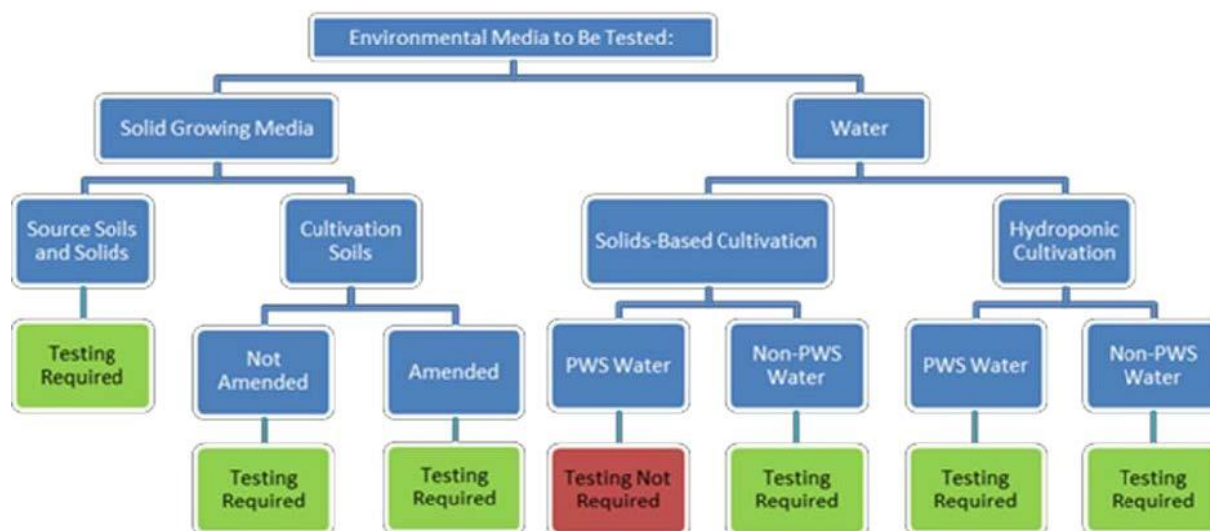 Environmental Media to Be Tested:
Solid Growing Media
Water
Source Soils
and Solids
Cultivation
Soils
Solids-Based Cultivation
Hydroponic
Cultivation
Testing
Required
Not
Amended
Amended
PWS Water
Non-PWS
Water
PWS Water
Non-PWS
Water
Testing
Required
Testing
Required
Testing Not
Required
Testing
Required
Testing
Required
Testing
Required